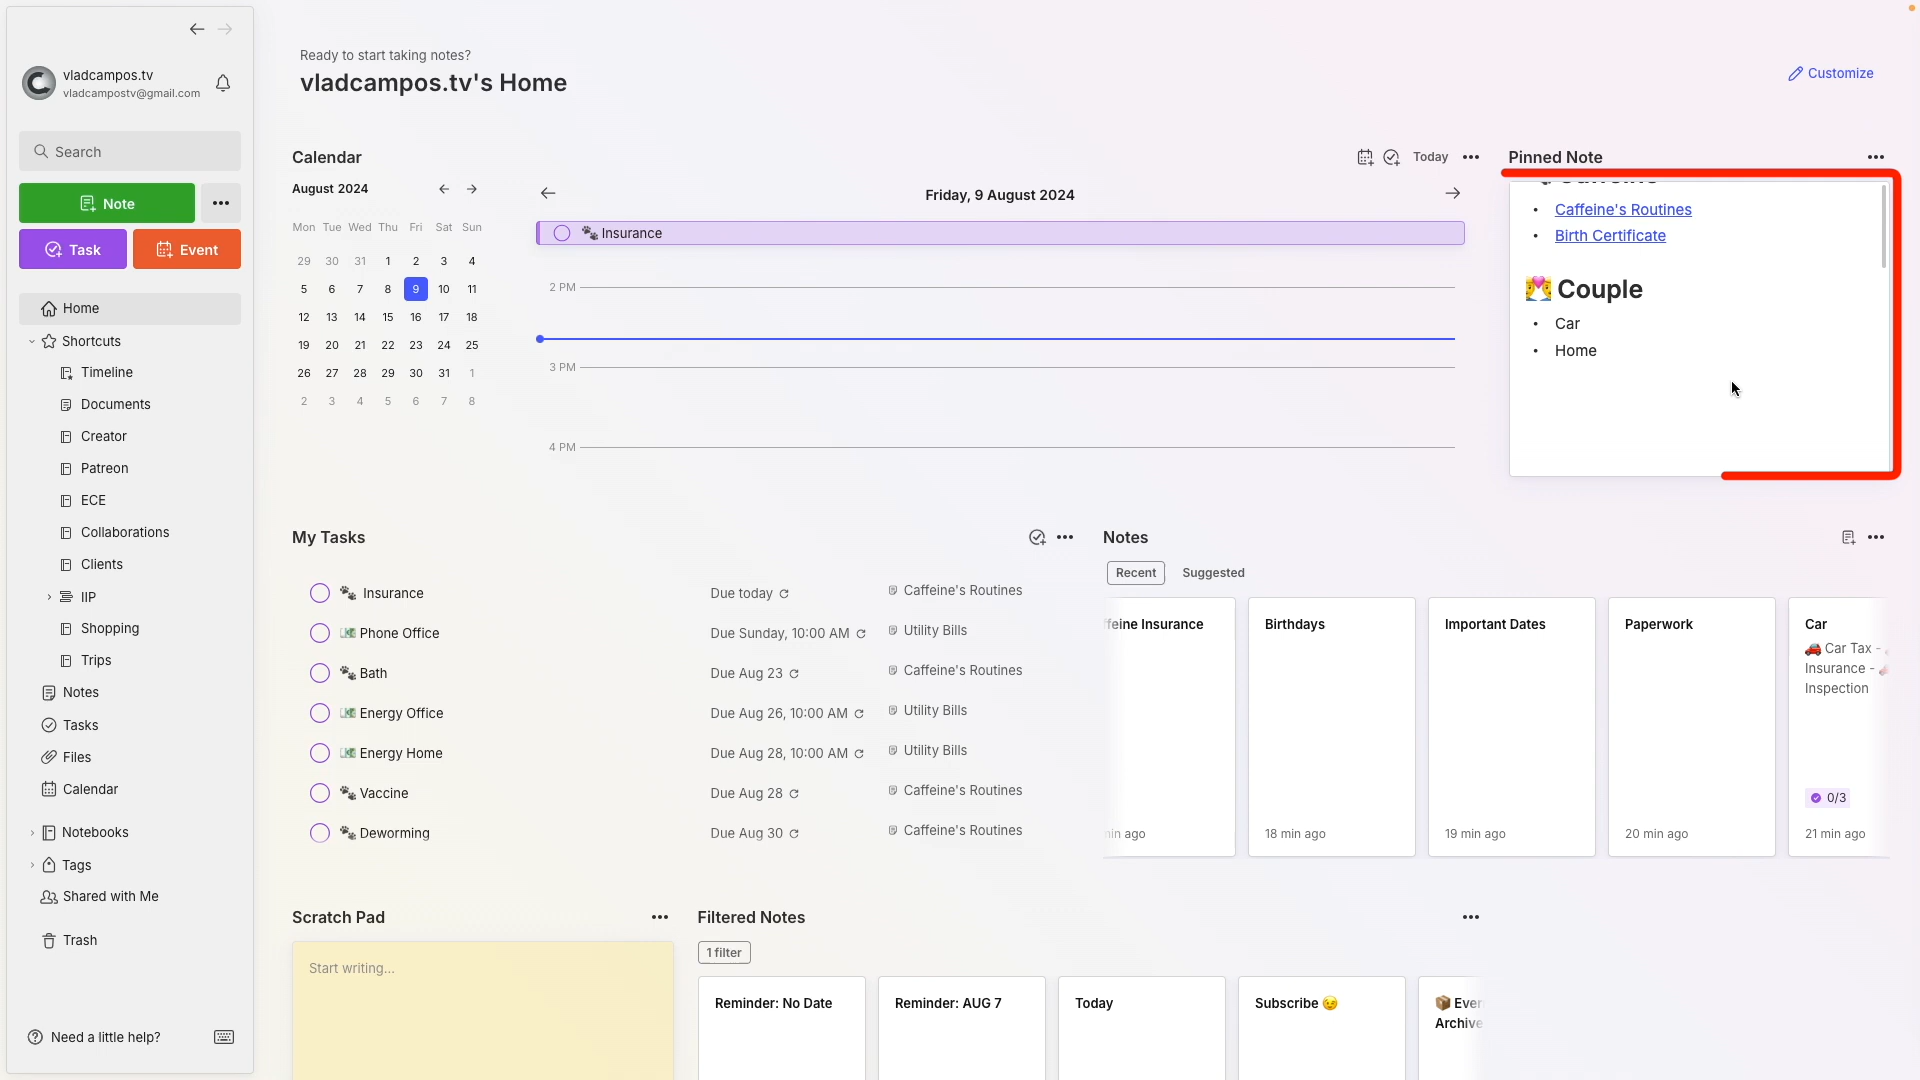 vladcampos.tv
vladcampostv@gmail.com
Search
Note
Task
Event
Home
Shortcuts
Timeline
Documents
Creator
Patreon
ECE
Collaborations
Clients
IIP
Shopping
Trips
Notes
Tasks
Files
Calendar
Notebooks
Tags
Shared with Me
Trash
Need a little help?
Ready to start taking notes?
vladcampos.tv's Home
Customize
Calendar
Today
August 2024
Mon Tue Wed Thu Fri Sat Sun
29 30 31 1 2 3 4
5 6 7 8 9 10 11
12 13 14 15 16 17 18
19 20 21 22 23 24 25
26 27 28 29 30 31 1
2 3 4 5 6 7 8
Friday, 9 August 2024
🐾 Insurance
2 PM
3 PM
4 PM
Pinned Note
• Caffeine's Routines
• Birth Certificate
Couple
• Car
• Home
My Tasks
🐾 Insurance Due today Caffeine's Routines
💵 Phone Office Due Sunday, 10:00 AM Utility Bills
🐾 Bath Due Aug 23 Caffeine's Routines
💵 Energy Office Due Aug 26, 10:00 AM Utility Bills
💵 Energy Home Due Aug 28, 10:00 AM Utility Bills
🐾 Vaccine Due Aug 28 Caffeine's Routines
🐾 Deworming Due Aug 30 Caffeine's Routines
Notes
Recent Suggested
Insurance
min ago
Birthdays
18 min ago
Important Dates
19 min ago
Paperwork
20 min ago
Car
🚗 Car Tax -
Insurance -
Inspection
0/3
21 min ago
Scratch Pad
Start writing...
Filtered Notes
1 filter
Reminder: No Date
Reminder: AUG 7
Today
Subscribe 😉
📦 Ever
Archive